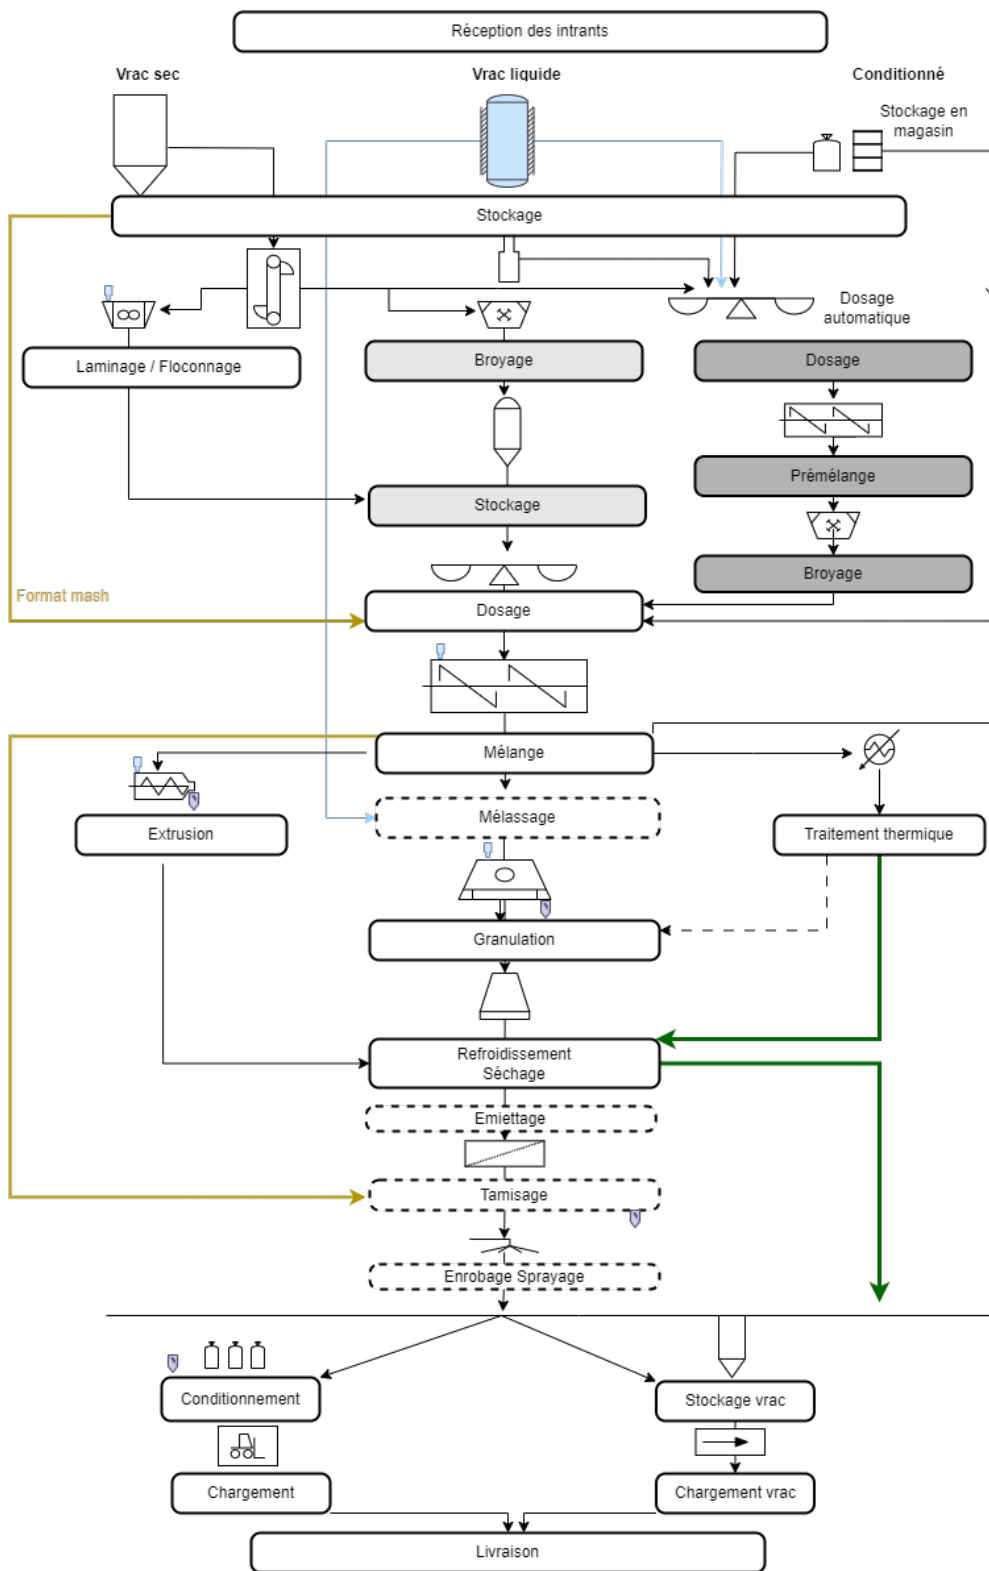 Réception des intrants
Vrac sec
Vrac liquide
Conditionné
Stockage en
magasin
Stockage
Dosage
automatique
Laminage / Floconnage
Broyage
Dosage
Prémélange
Stockage
Broyage
Format mash
Dosage
Mélange
Mélassage
Extrusion
Traitement thermique
Granulation
Refroidissement
Séchage
Emiettage
Tamisage
Enrobage Sprayage
Conditionnement
Stockage vrac
Chargement
Chargement vrac
Livraison